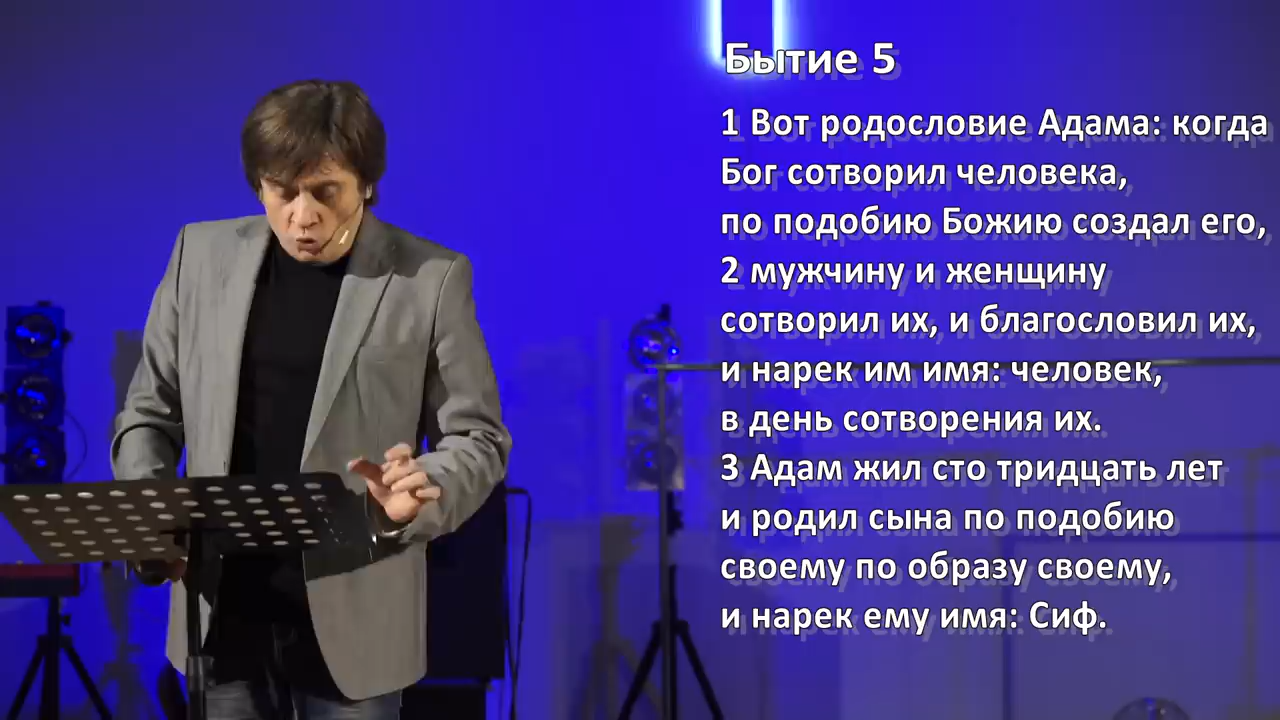 Бытие 5
1 Вот родословие Адама: когда
Бог сотворил человека,
по подобию Божию создал его,
2 мужчину и женщину
сотворил их, и благословил их,
и нарек им имя: человек,
в день сотворения их.
3 Адам жил сто тридцать лет
и родил сына по подобию
своему по образу своему,
и нарек ему имя: Сиф.